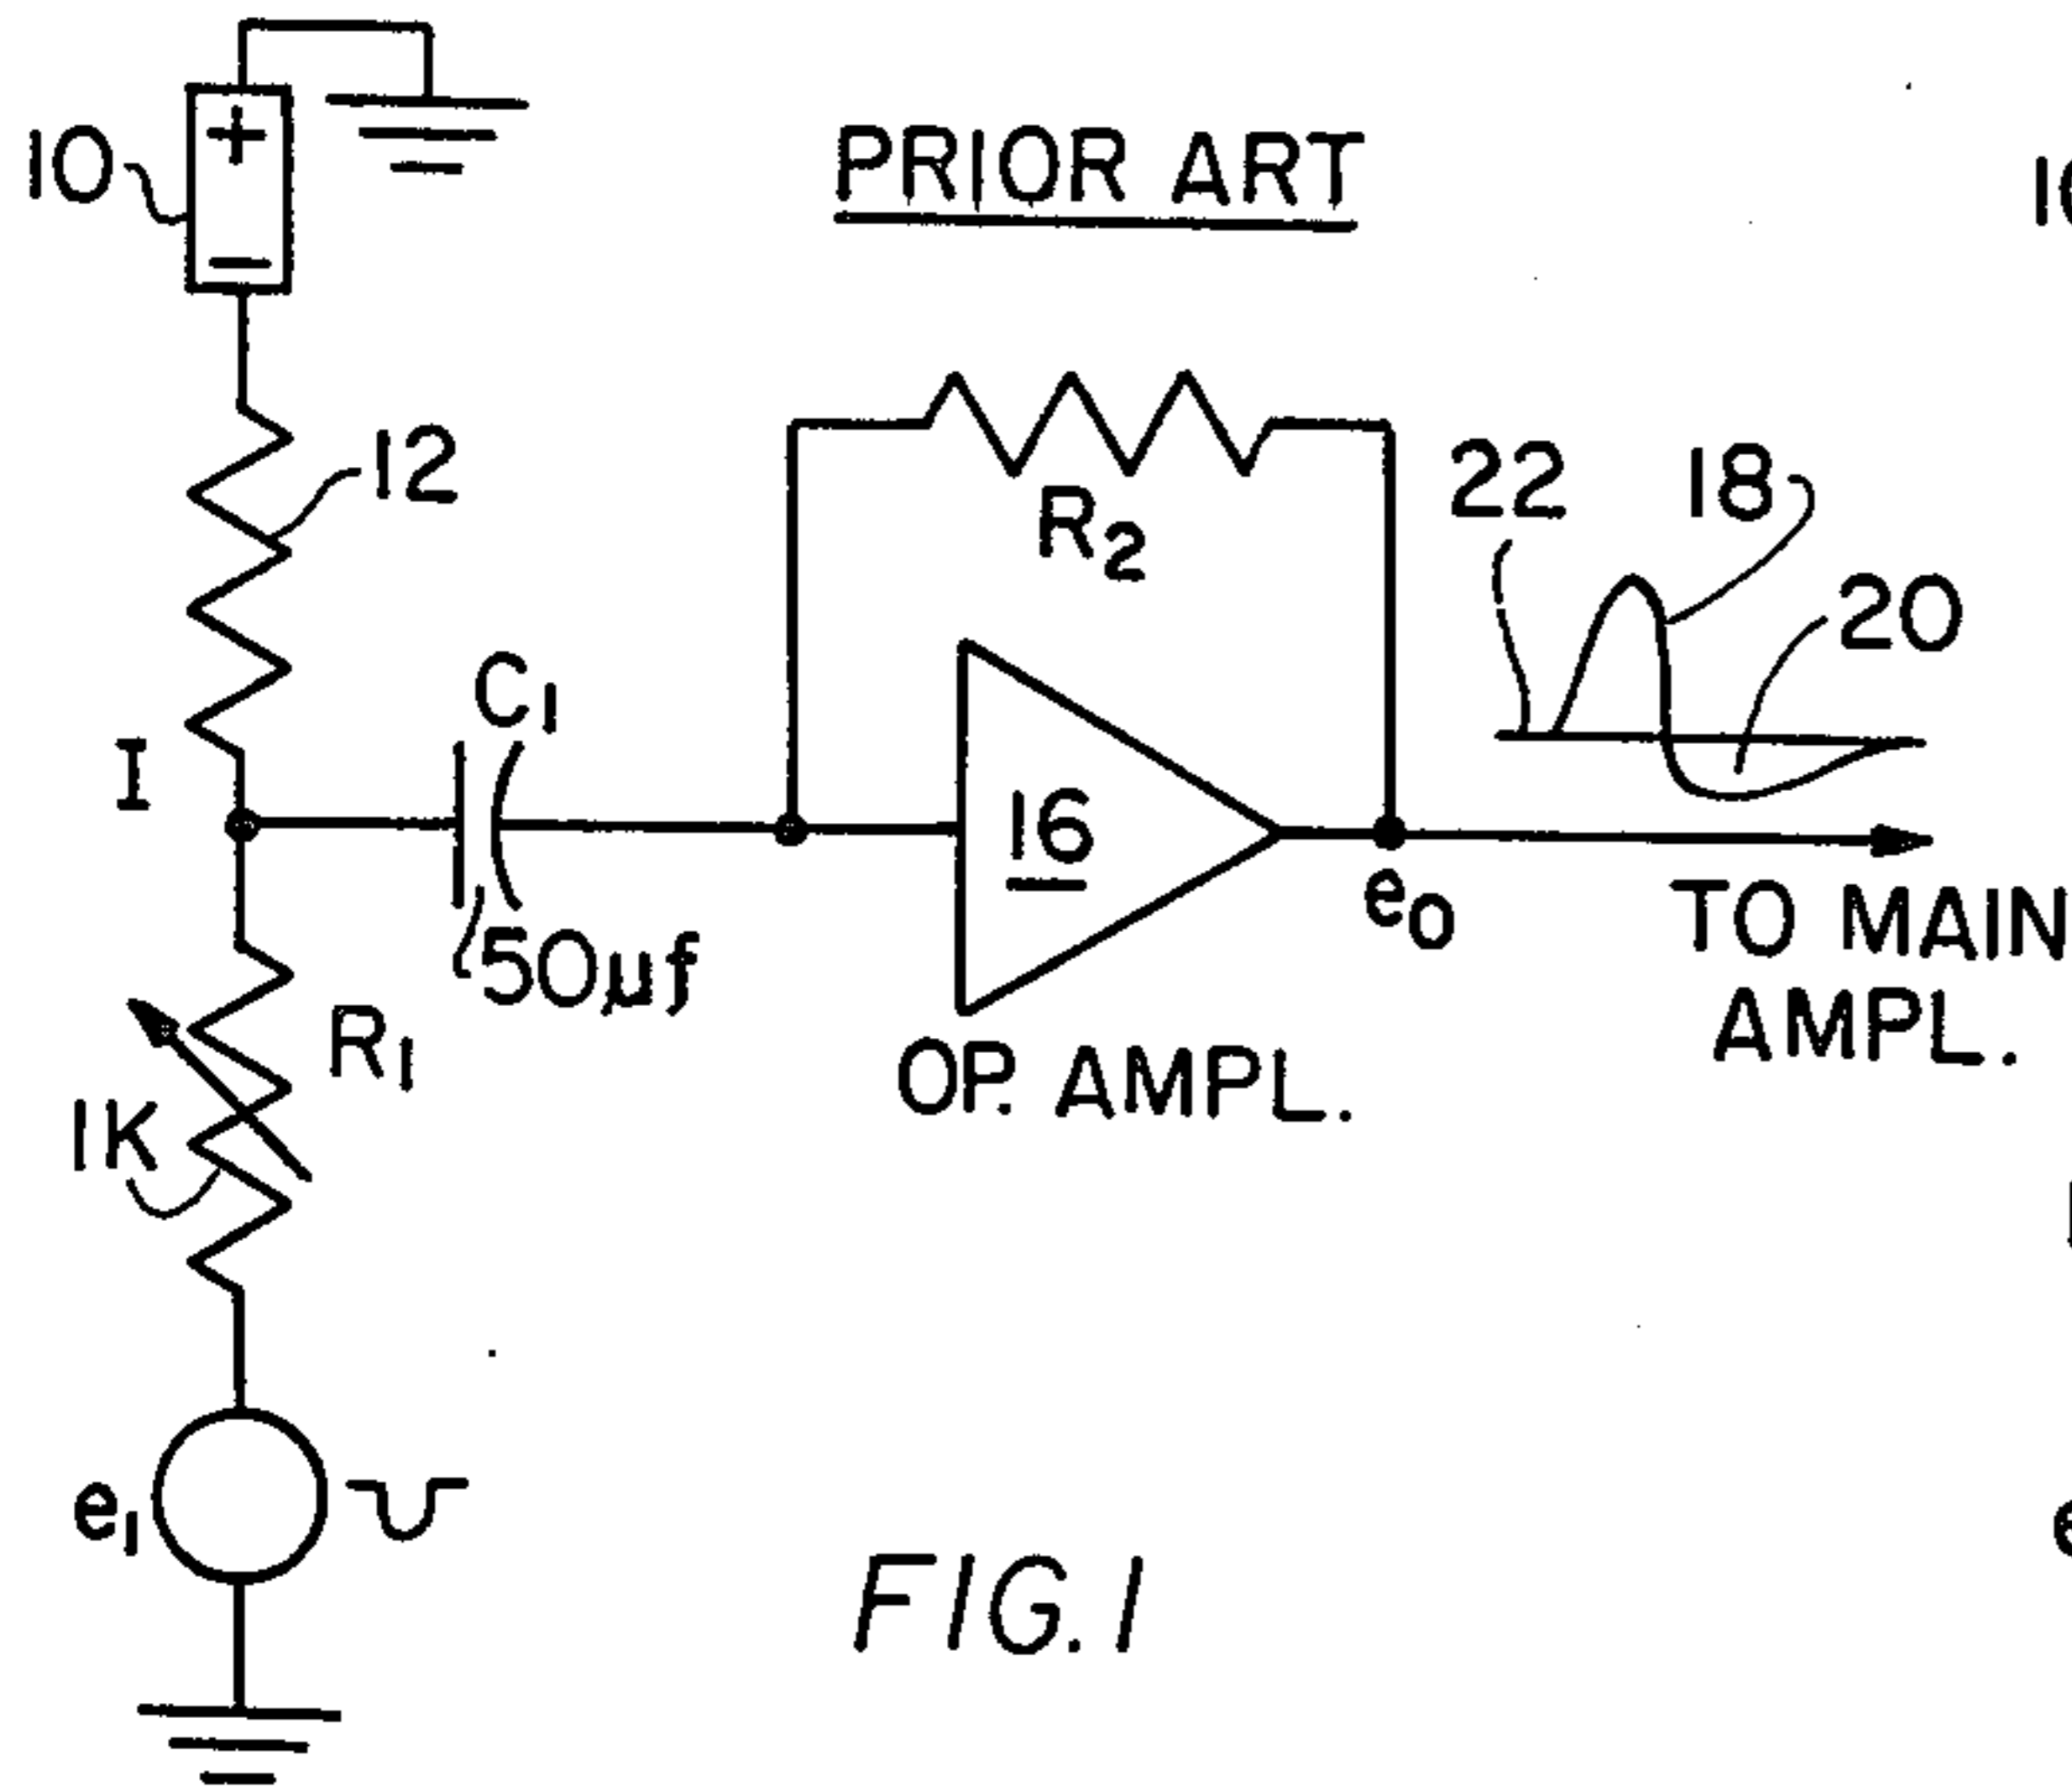 PRIOR ART
10
+
−
12
22
18
20
R2
I
C1
50µf
16
e0
TO MAIN
AMPL.
OP. AMPL.
R1
1K
e1
FIG. 1